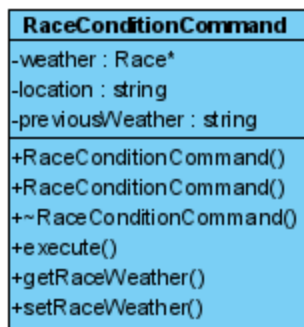 RaceConditionCommand
-weather : Race*
-location : string
-previousWeather : string
+RaceConditionCommand()
+RaceConditionCommand()
+~RaceConditionCommand()
+execute()
+getRaceWeather()
+setRaceWeather()